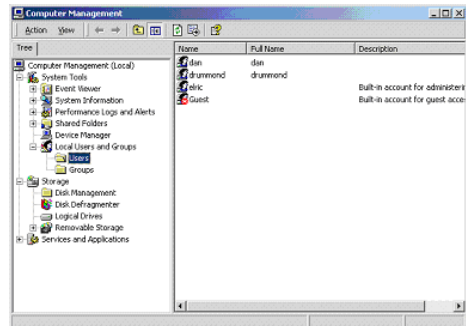 Computer Management
Action View
Tree
Name Full Name Description
Computer Management (Local)
System Tools
Event Viewer
System Information
Performance Logs and Alerts
Shared Folders
Device Manager
Local Users and Groups
Users
Groups
Storage
Disk Management
Disk Defragmenter
Logical Drives
Removable Storage
Services and Applications
dan dan
drummond drummond
elric Built-in account for administerin
Guest Built-in account for guest acce